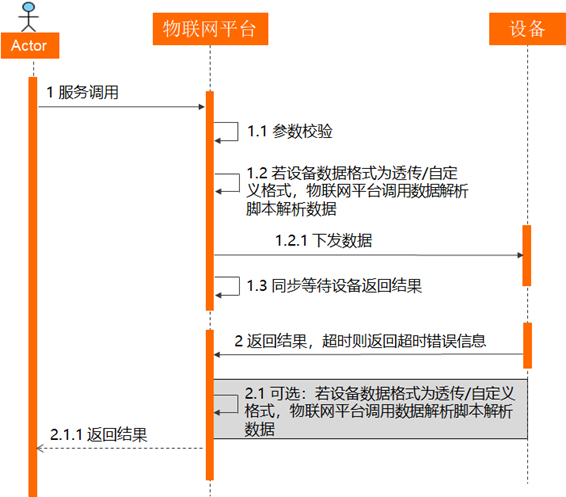 Actor
物联网平台
设备
1 服务调用
1.1 参数校验
1.2 若设备数据格式为透传/自定
义格式，物联网平台调用数据解析
脚本解析数据
1.2.1 下发数据
1.3 同步等待设备返回结果
2 返回结果，超时则返回超时错误信息
2.1 可选：若设备数据格式为透传/自定义
格式，物联网平台调用数据解析脚本解析
数据
2.1.1 返回结果